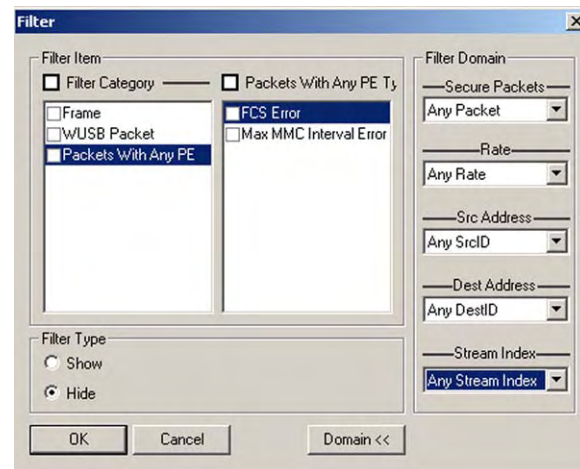 Filter
Filter Item
Filter Category
Frame
WUSB Packet
Packets With Any PE
Packets With Any PE Ty
FCS Error
Max MMC Interval Error
Filter Type
Show
Hide
OK
Cancel
Domain <<
Filter Domain
Secure Packets
Any Packet
Rate
Any Rate
Src Address
Any SrcID
Dest Address
Any DestID
Stream Index
Any Stream Index